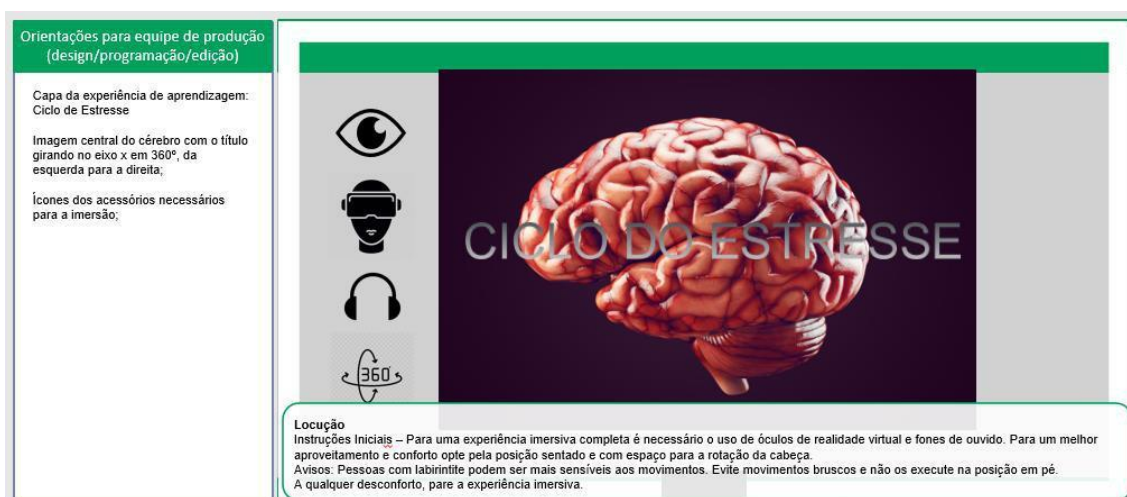 Orientações para equipe de produção
(design/programação/edição)
Capa da experiência de aprendizagem:
Ciclo de Estresse
Imagem central do cérebro com o título
girando no eixo x em 360º, da
esquerda para a direita;
Ícones dos acessórios necessários
para a imersão;
CICLO DO ESTRESSE
360°
Locução
Instruções Iniciais – Para uma experiência imersiva completa é necessário o uso de óculos de realidade virtual e fones de ouvido. Para um melhor
aproveitamento e conforto opte pela posição sentado e com espaço para a rotação da cabeça.
Avisos: Pessoas com labirintite podem ser mais sensíveis aos movimentos. Evite movimentos bruscos e não os execute na posição em pé.
A qualquer desconforto, pare a experiência imersiva.